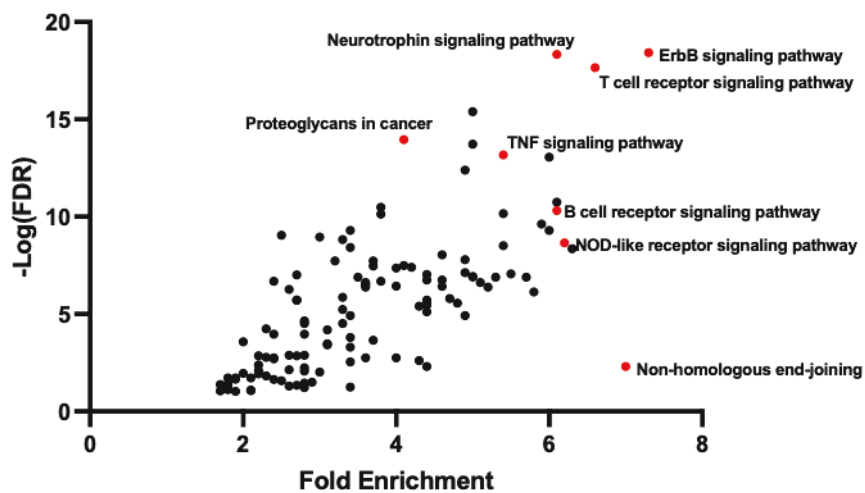 20
Neurotrophin signaling pathway
ErbB signaling pathway
T cell receptor signaling pathway
15
Proteoglycans in cancer
TNF signaling pathway
-Log(FDR)
10
B cell receptor signaling pathway
NOD-like receptor signaling pathway
5
Non-homologous end-joining
0
0 2 4 6 8
Fold Enrichment